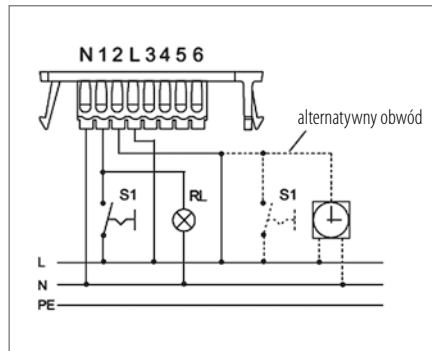 N 1 2 L 3 4 5 6
alternatywny obwód
S1
RL
S1
L
N
PE